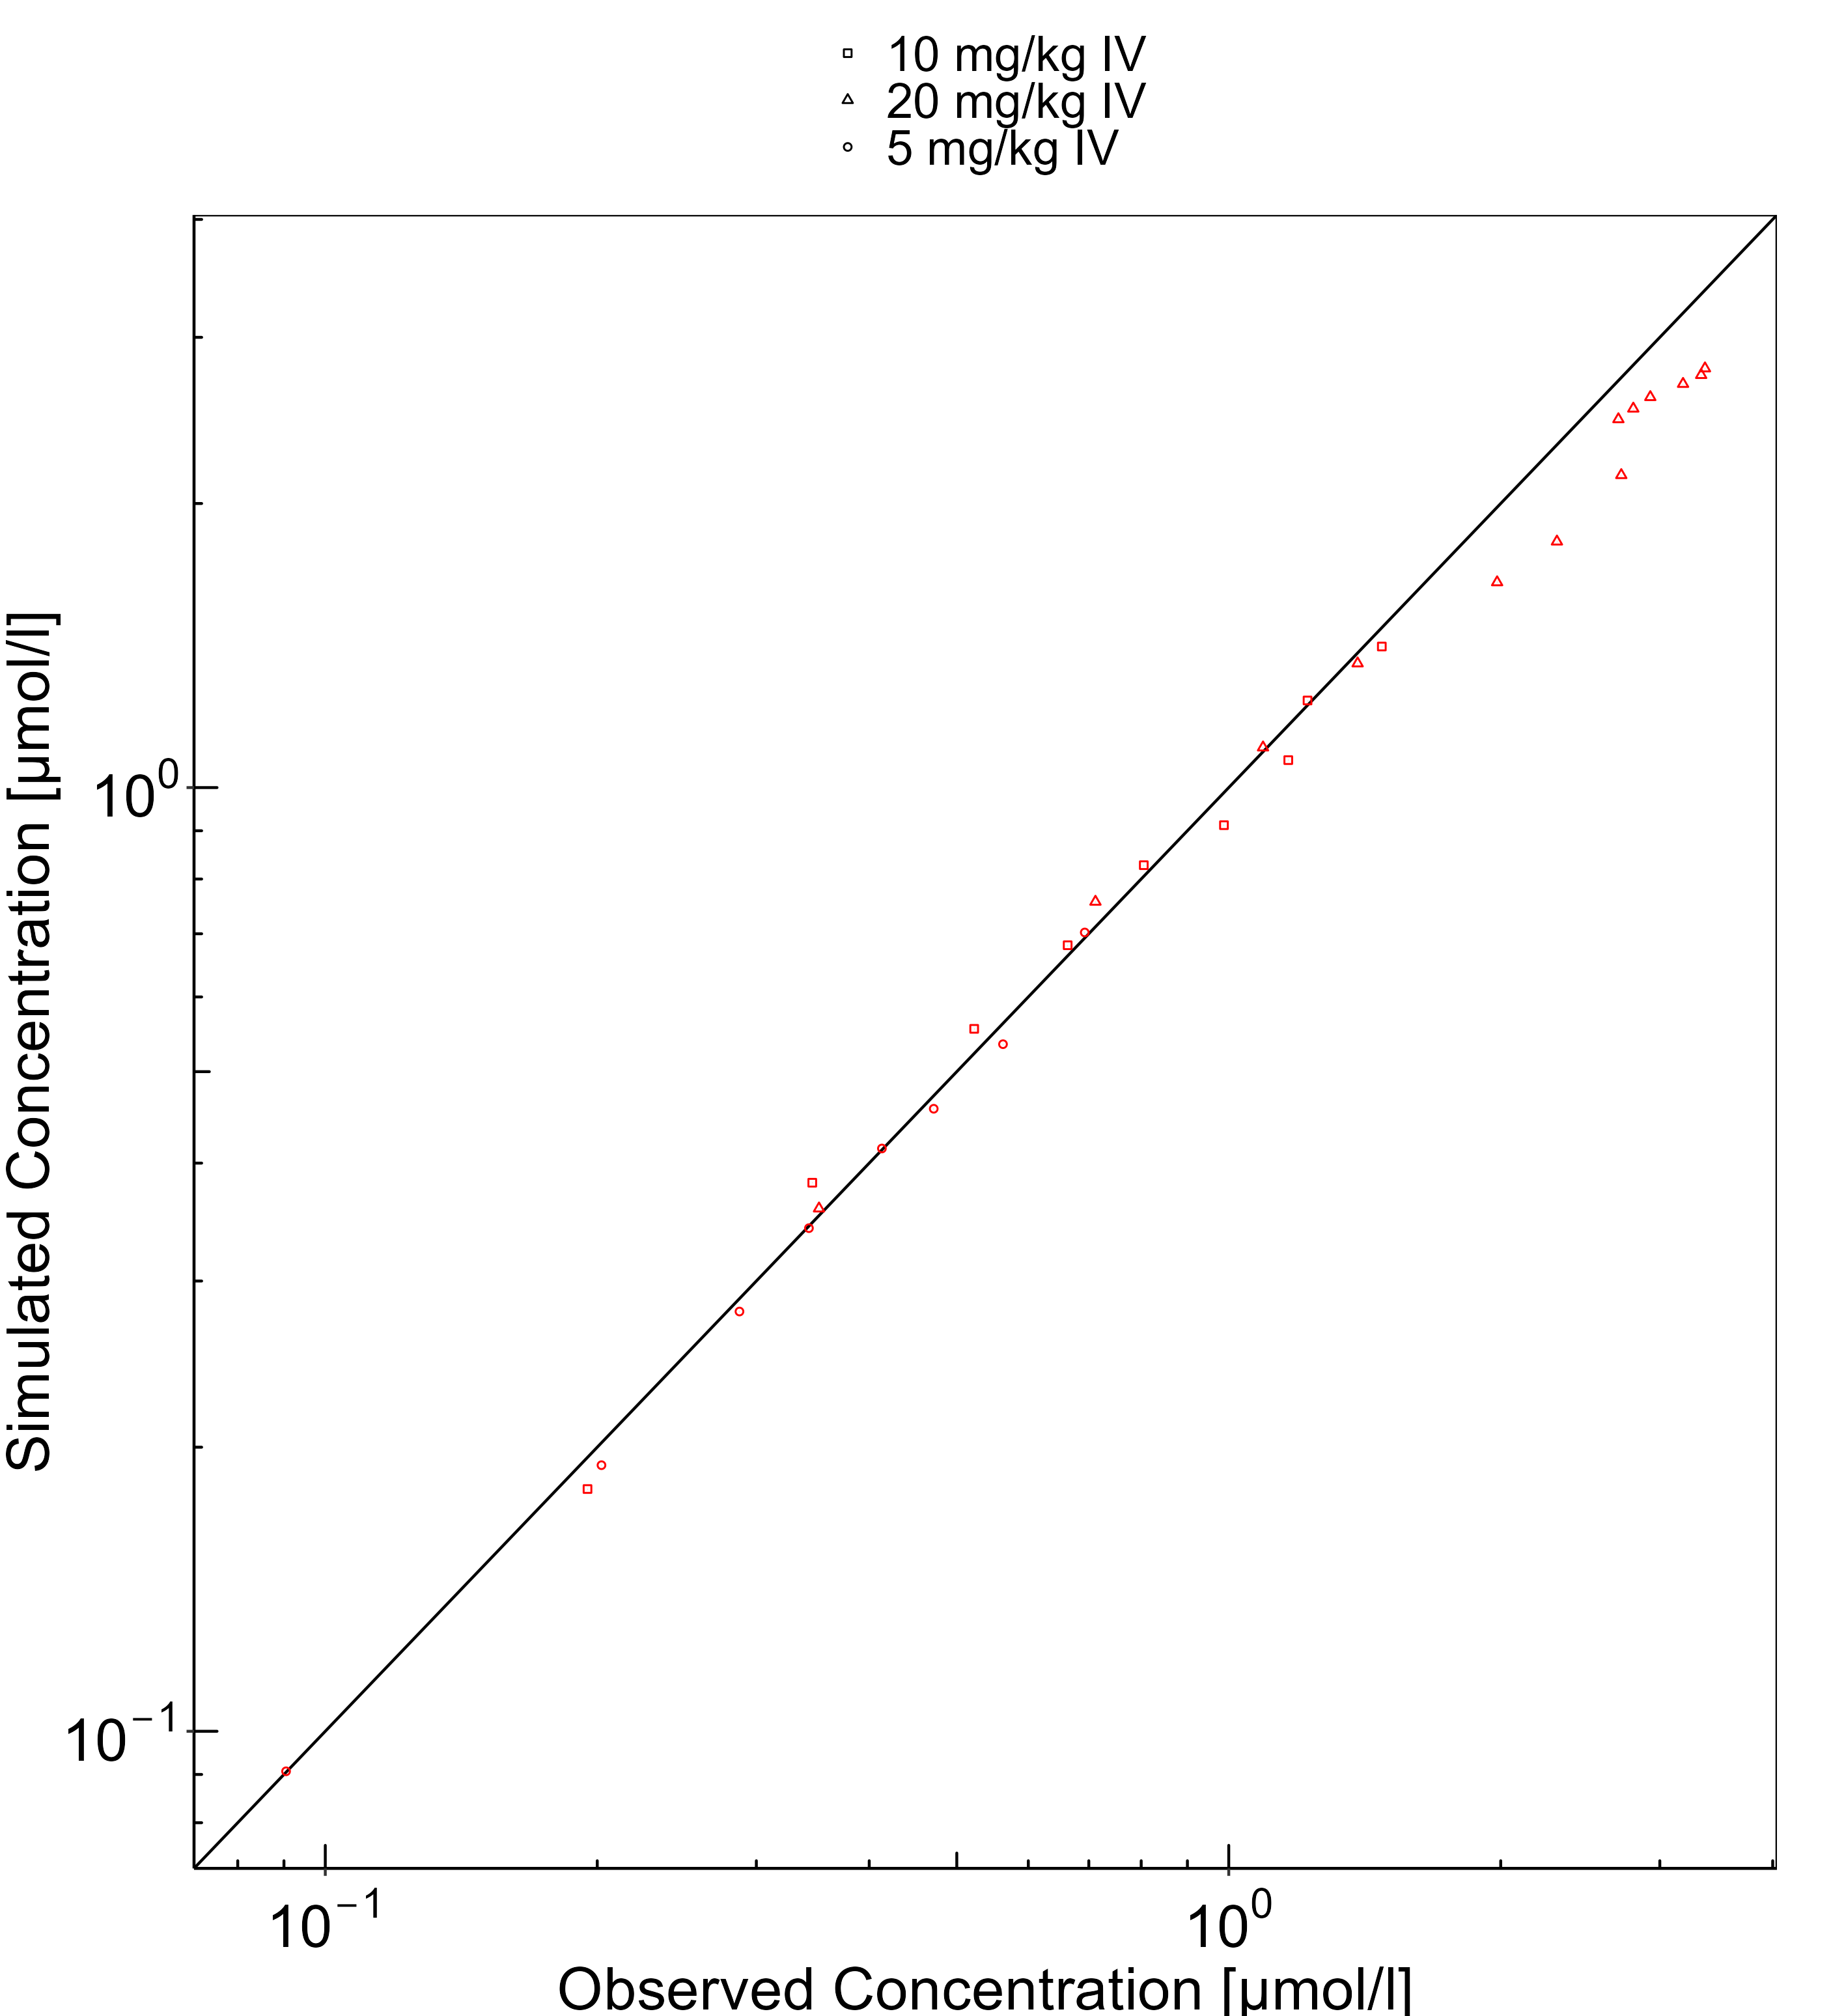 10 mg/kg IV
20 mg/kg IV
5 mg/kg IV
Simulated Concentration [µmol/l]
10⁰
10⁻¹
10⁻¹
10⁰
Observed Concentration [µmol/l]